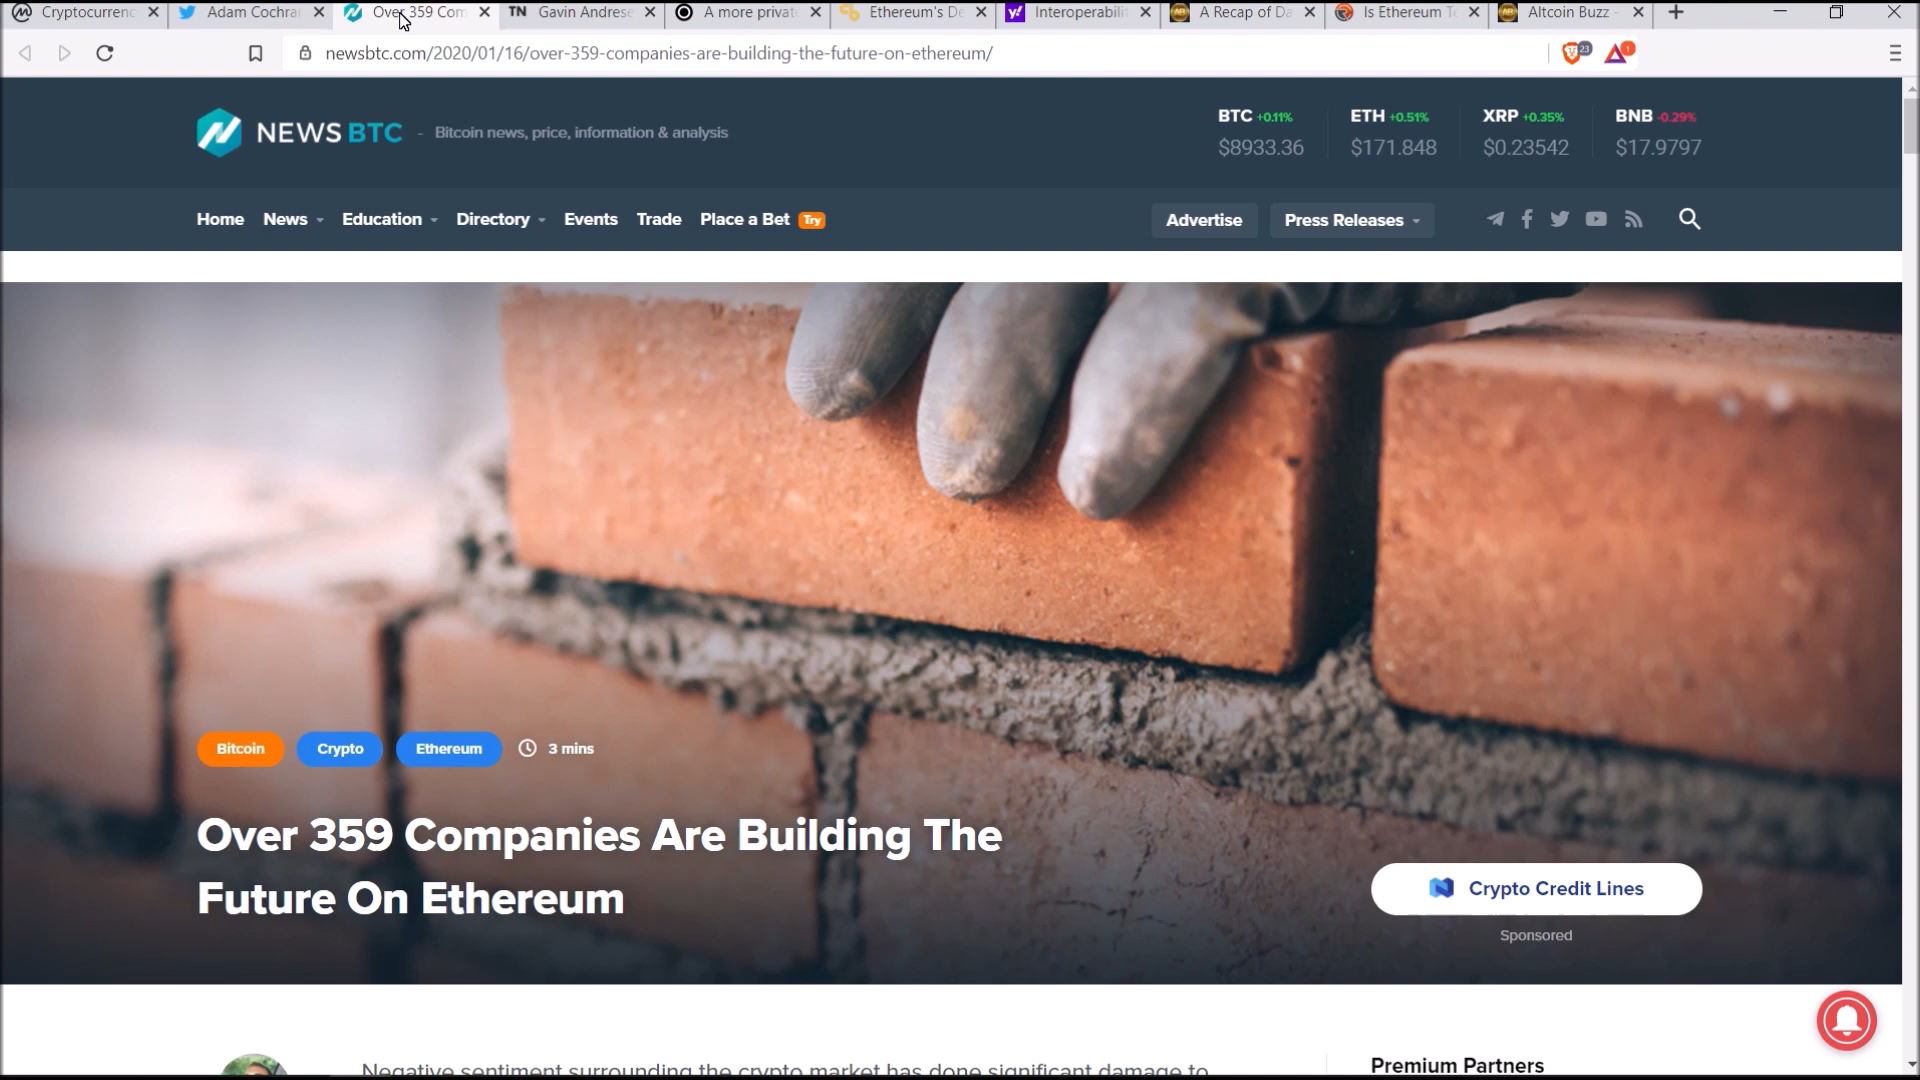 Cryptocurrenc
Adam Cochra
Over 359 Com
TN Gavin Andrese
A more privat
Ethereum's De
y! Interoperabili
A Recap of Da
Is Ethereum T
Altcoin Buzz -
newsbtc.com/2020/01/16/over-359-companies-are-building-the-future-on-ethereum/
23
1
NEWS BTC - Bitcoin news, price, information & analysis
BTC +0.11% ETH +0.51% XRP +0.35% BNB -0.29%
$8933.36 $171.848 $0.23542 $17.9797
Home News Education Directory Events Trade Place a Bet Try Advertise Press Releases
Bitcoin Crypto Ethereum 3 mins
Over 359 Companies Are Building The
Future On Ethereum
Crypto Credit Lines
Sponsored
Negative sentiment surrounding the crypto market has done significant damage to
Premium Partners